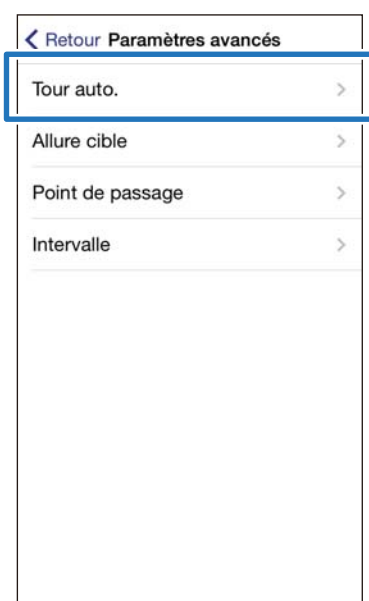 Retour Paramètres avancés
Tour auto.
Allure cible
Point de passage
Intervalle